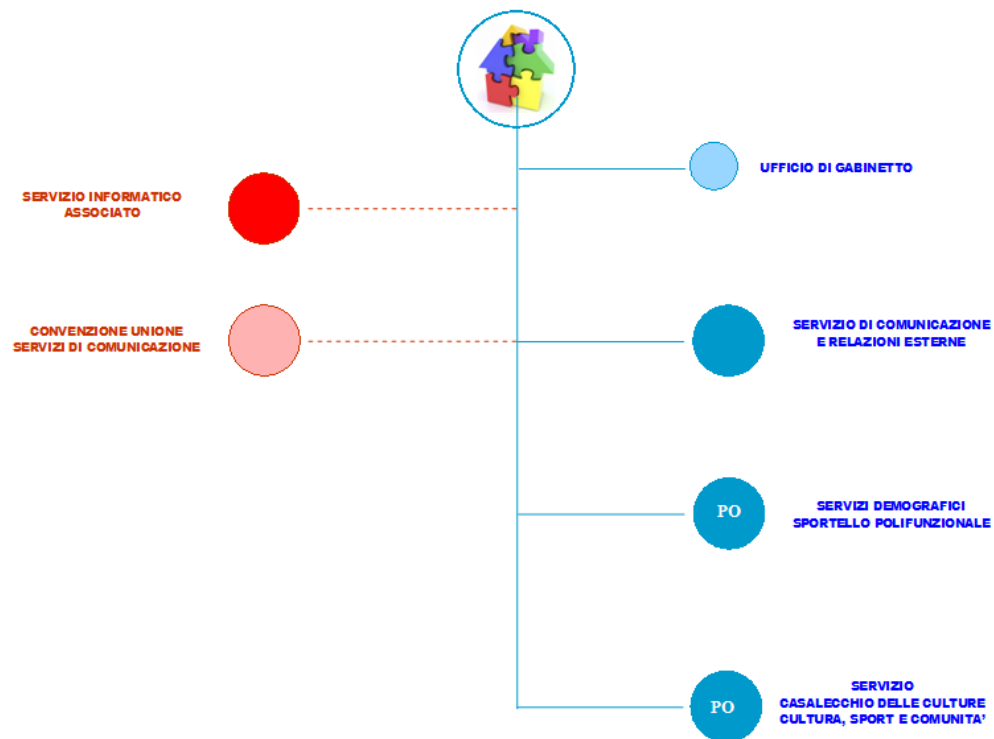 UFFICIO DI GABINETTO
SERVIZIO INFORMATICO
ASSOCIATO
CONVENZIONE UNIONE
SERVIZI DI COMUNICAZIONE
SERVIZIO DI COMUNICAZIONE
E RELAZIONI ESTERNE
PO
SERVIZI DEMOGRAFICI
SPORTELLO POLIFUNZIONALE
PO
SERVIZIO
CASALECCHIO DELLE CULTURE
CULTURA, SPORT E COMUNITA'